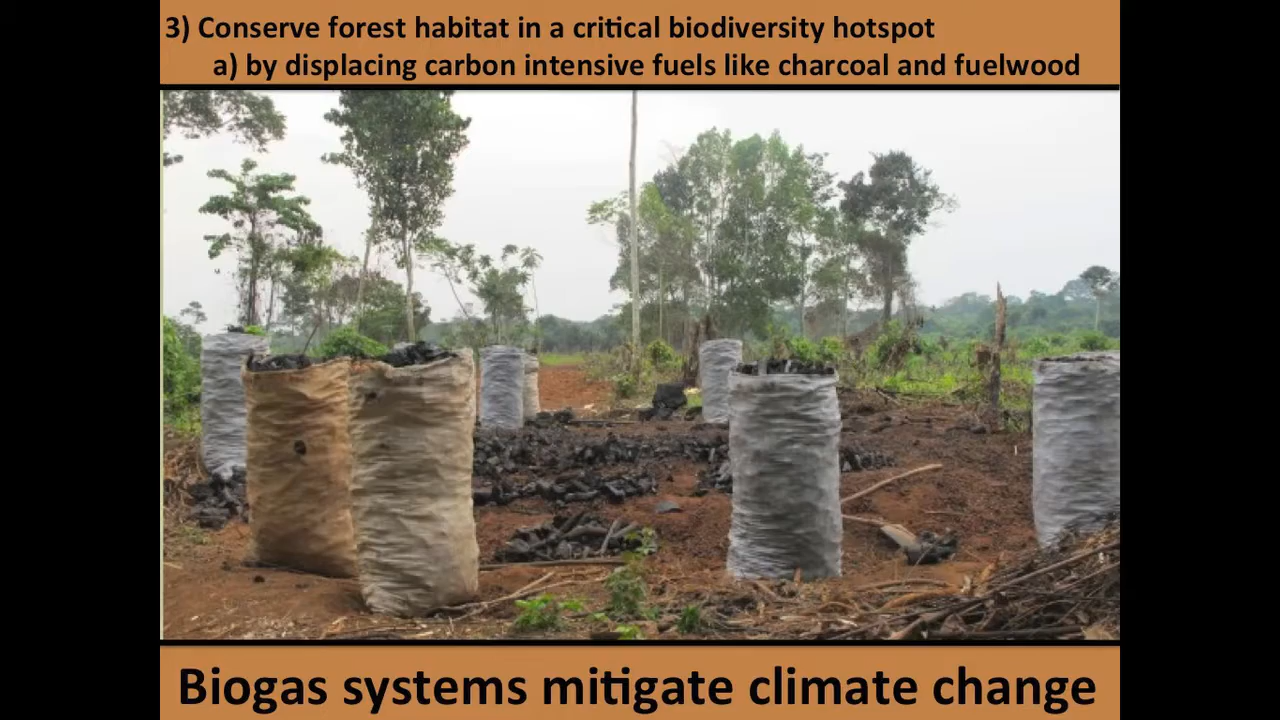 3) Conserve forest habitat in a critical biodiversity hotspot
a) by displacing carbon intensive fuels like charcoal and fuelwood
Biogas systems mitigate climate change